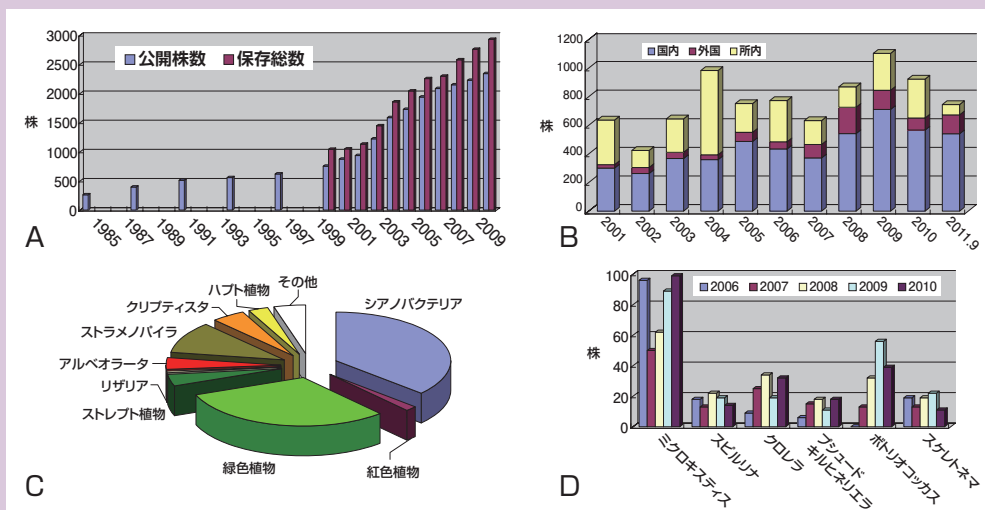 3000
2500
2000
1500
1000
500
0
株
公開株数
保存総数
1985
1987
1989
1991
1993
1995
1997
1999
2001
2003
2005
2007
2009
A
1200
1000
800
600
400
200
0
株
国内
外国
所内
2001
2002
2003
2004
2005
2006
2007
2008
2009
2010
2011.9
B
その他
ハプト植物
クリプティスタ
ストラメノパイラ
アルベオラータ
リザリア
ストレプト植物
緑色植物
紅色植物
シアノバクテリア
C
100
80
60
40
20
0
株
2006
2007
2008
2009
2010
ミクロキスティス
スピルリナ
クロレラ
プシュード
キルヒネリエラ
ボトリオコッカス
スケレトネマ
D